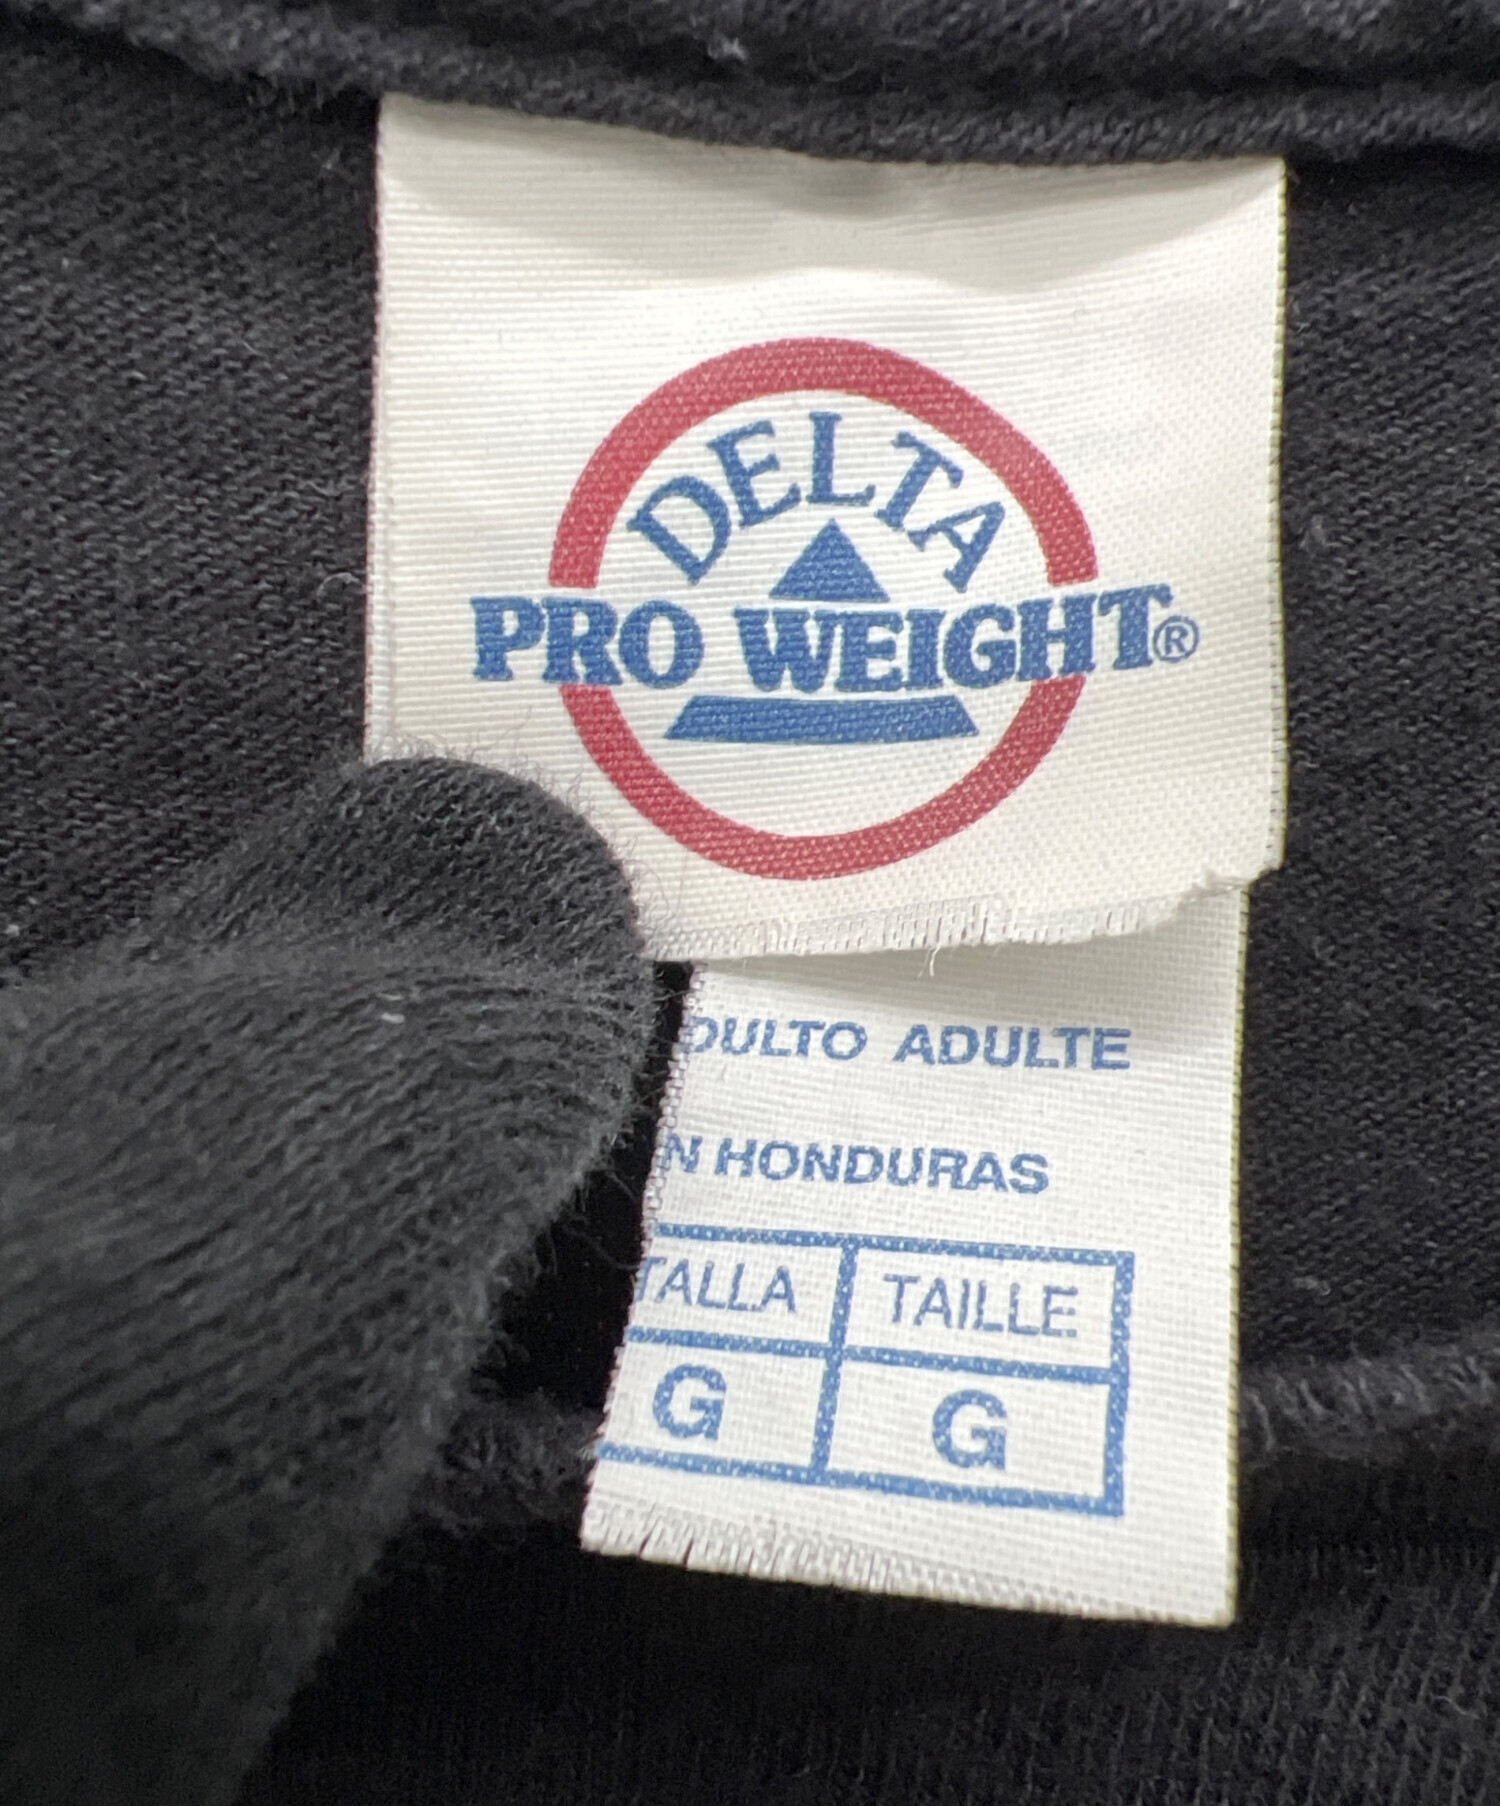 DELTA
PRO WEIGHT®
DULTO ADULTE
N HONDURAS
TALLA TAILLE
G G